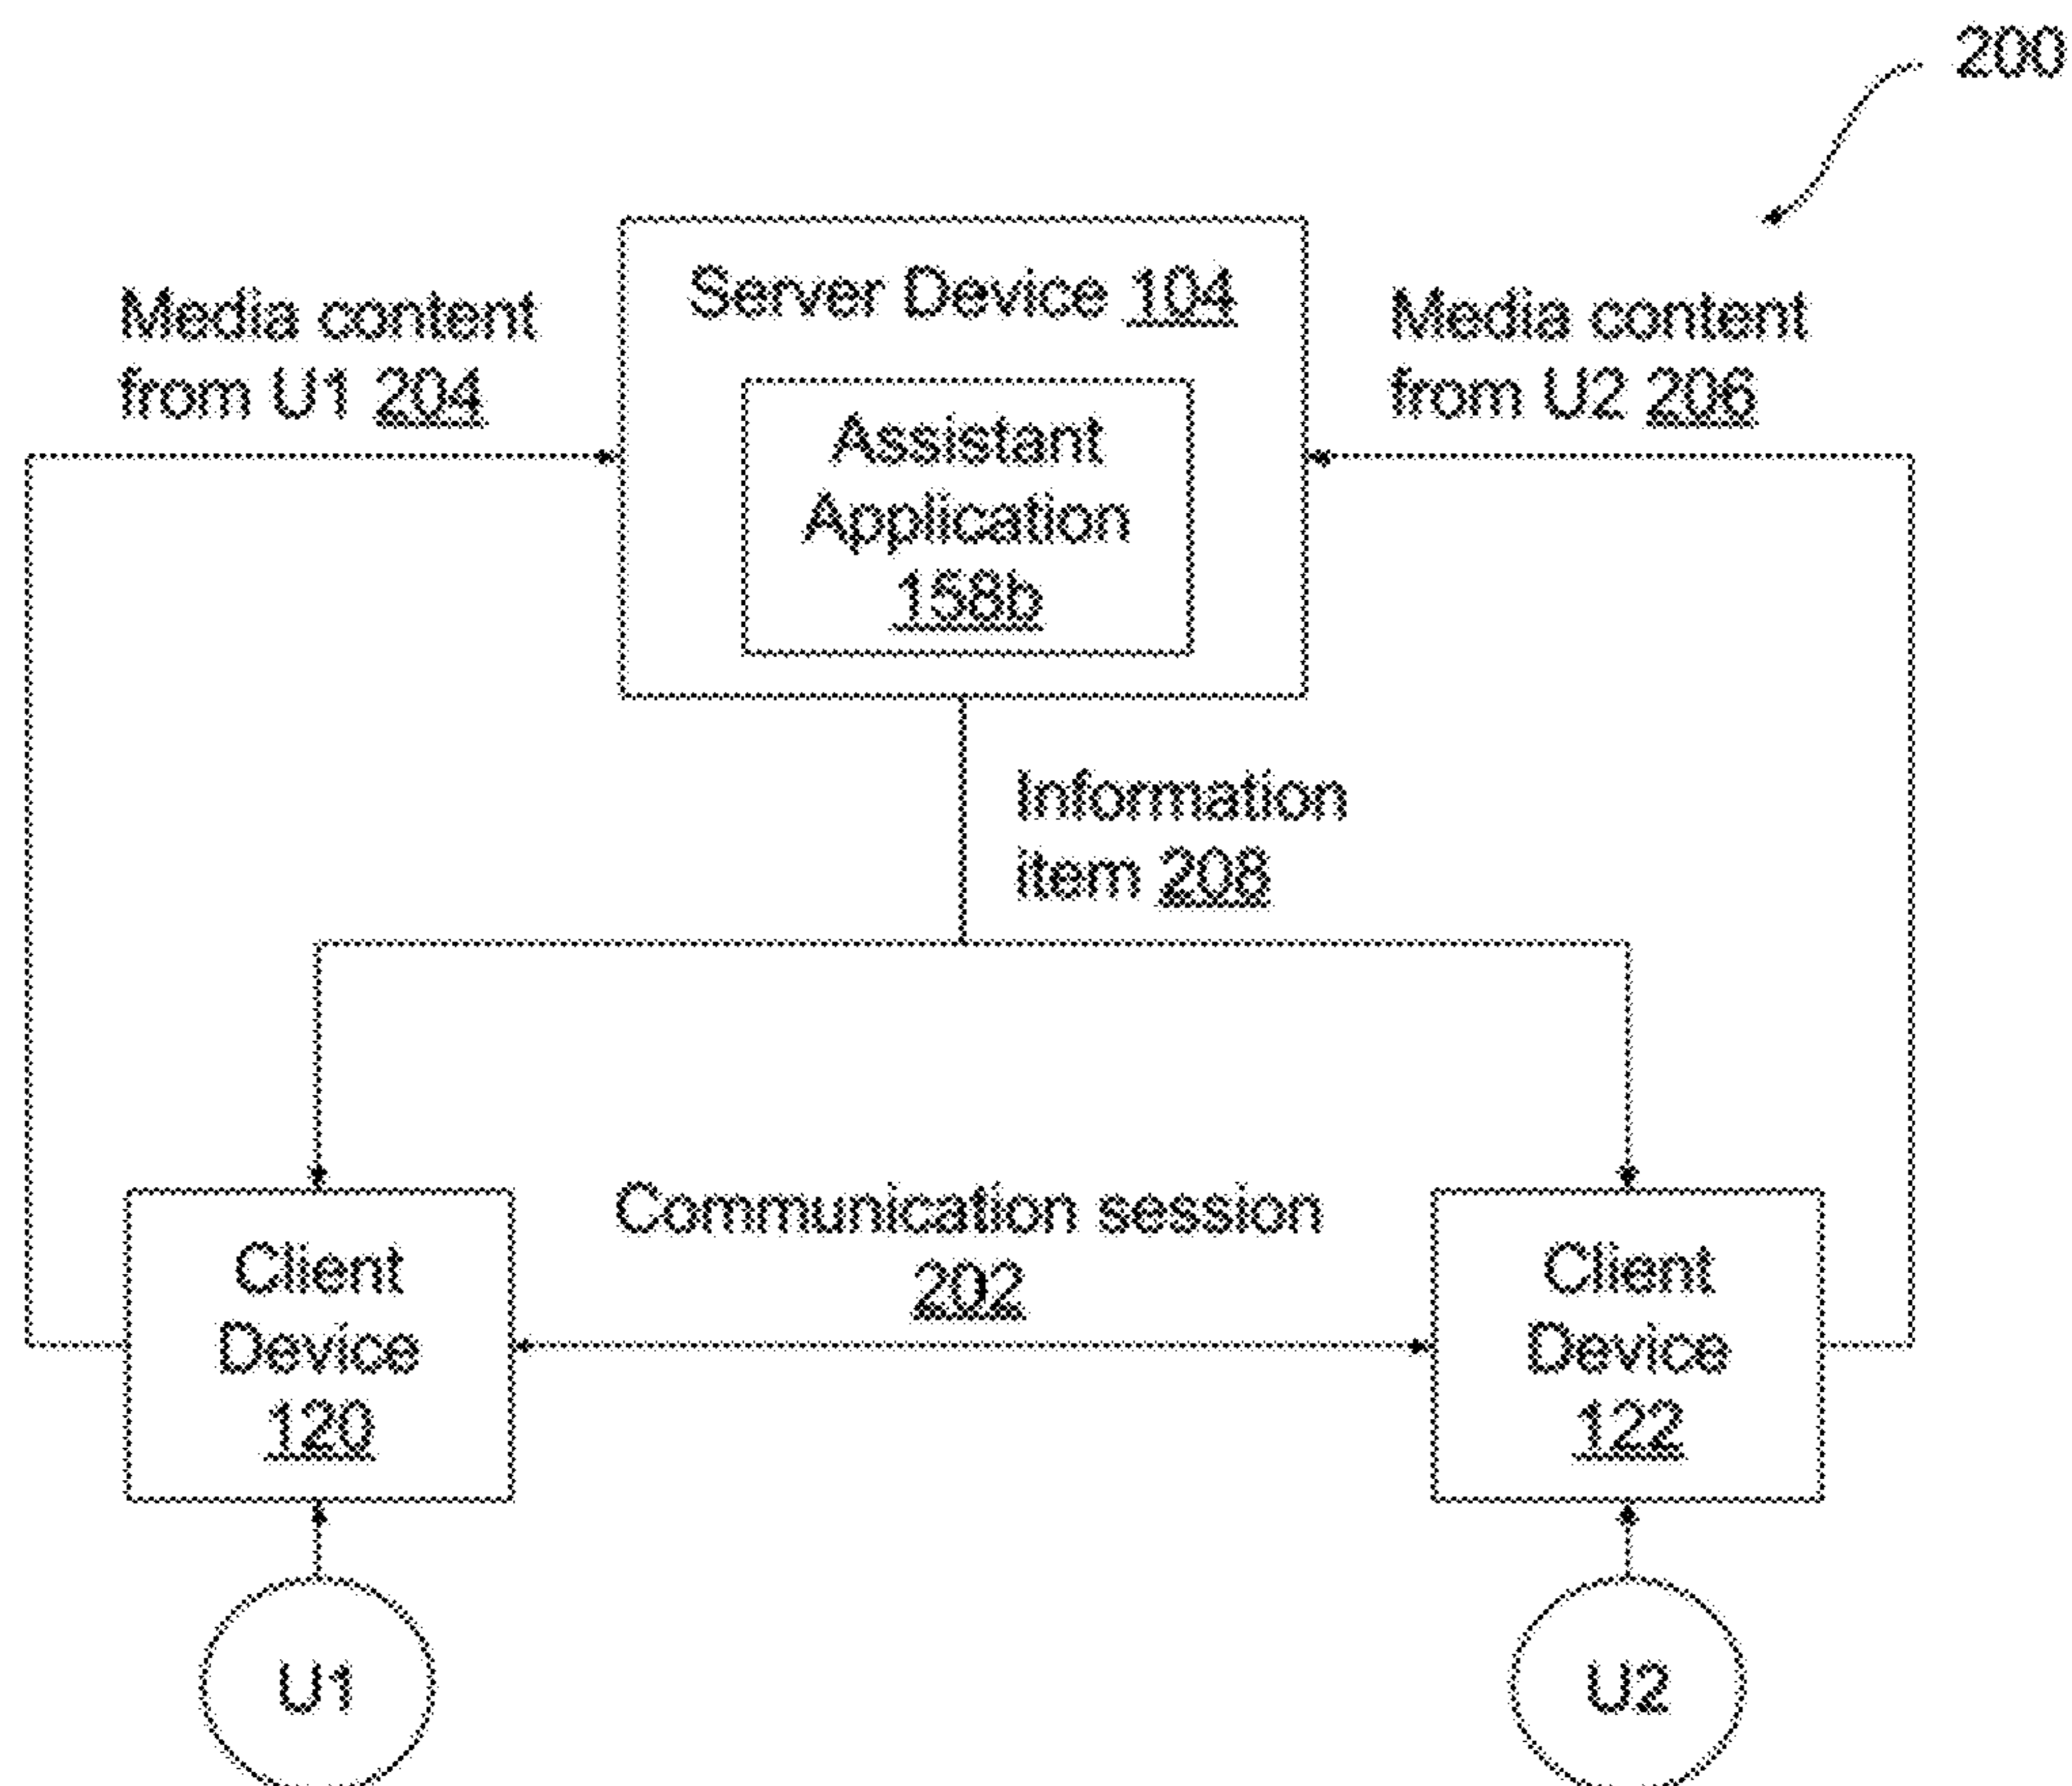 200
Server Device 104
Media content
from U1 204
Media content
from U2 206
Assistant
Application
158b
Information
item 208
Communication session
202
Client
Device
120
Client
Device
122
U1
U2